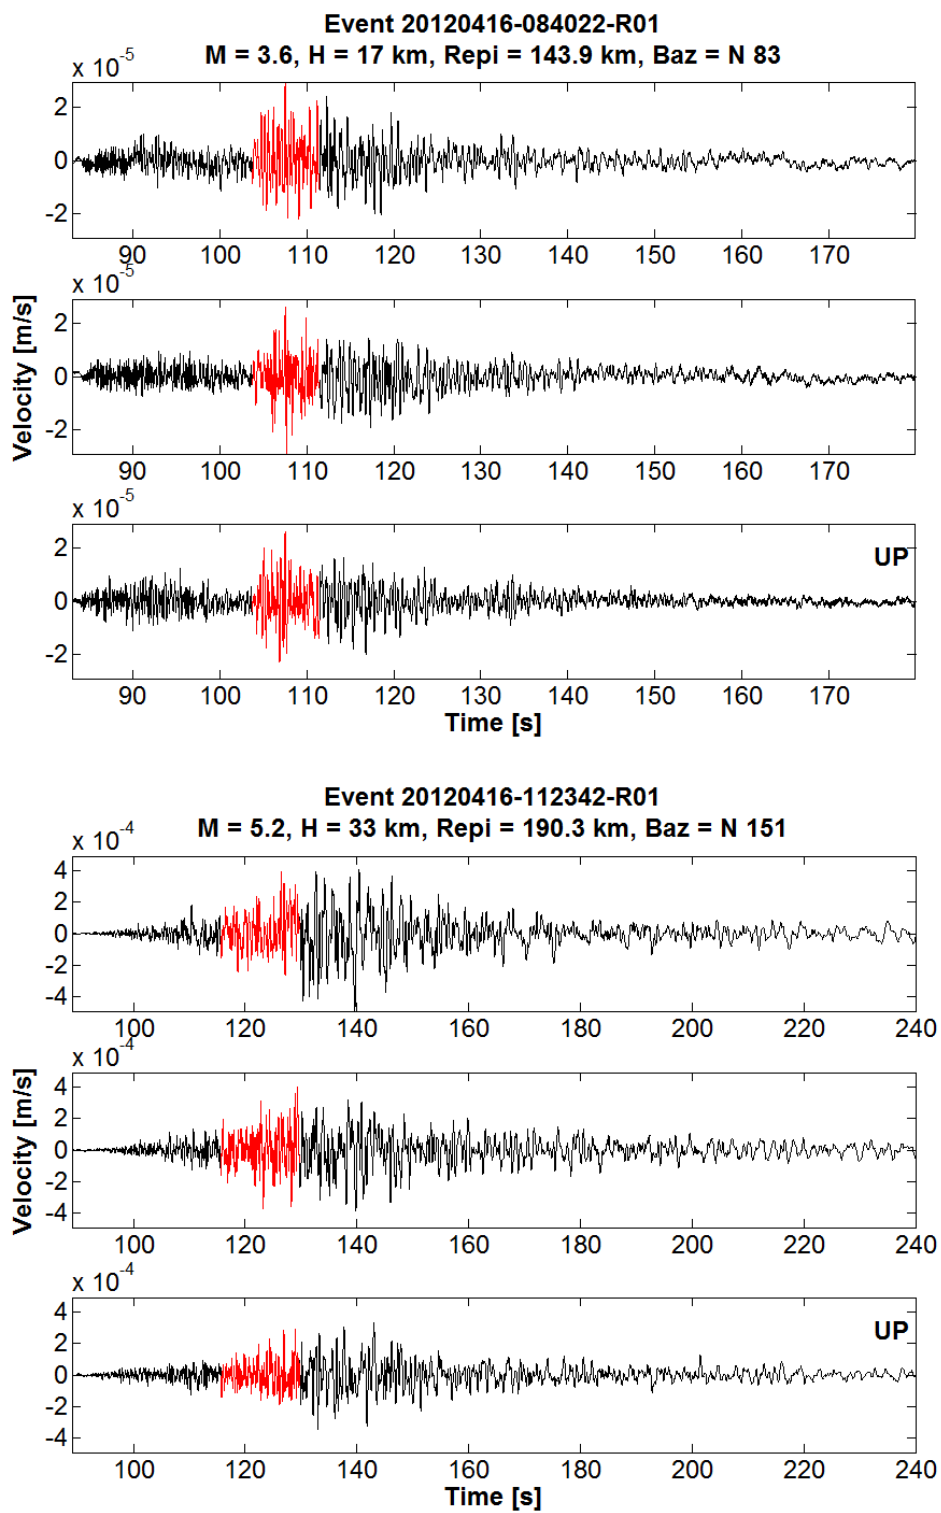 Event 20120416-084022-R01
M = 3.6, H = 17 km, Repi = 143.9 km, Baz = N 83
x 10-5
2
0
-2
90 100 110 120 130 140 150 160 170
x 10-5
2
0
-2
90 100 110 120 130 140 150 160 170
Velocity [m/s]
x 10-5
2
0
-2
UP
90 100 110 120 130 140 150 160 170
Time [s]
Event 20120416-112342-R01
M = 5.2, H = 33 km, Repi = 190.3 km, Baz = N 151
x 10-4
4
2
0
-2
-4
100 120 140 160 180 200 220 240
x 10-4
4
2
0
-2
-4
100 120 140 160 180 200 220 240
Velocity [m/s]
x 10-4
4
2
0
-2
-4
UP
100 120 140 160 180 200 220 240
Time [s]